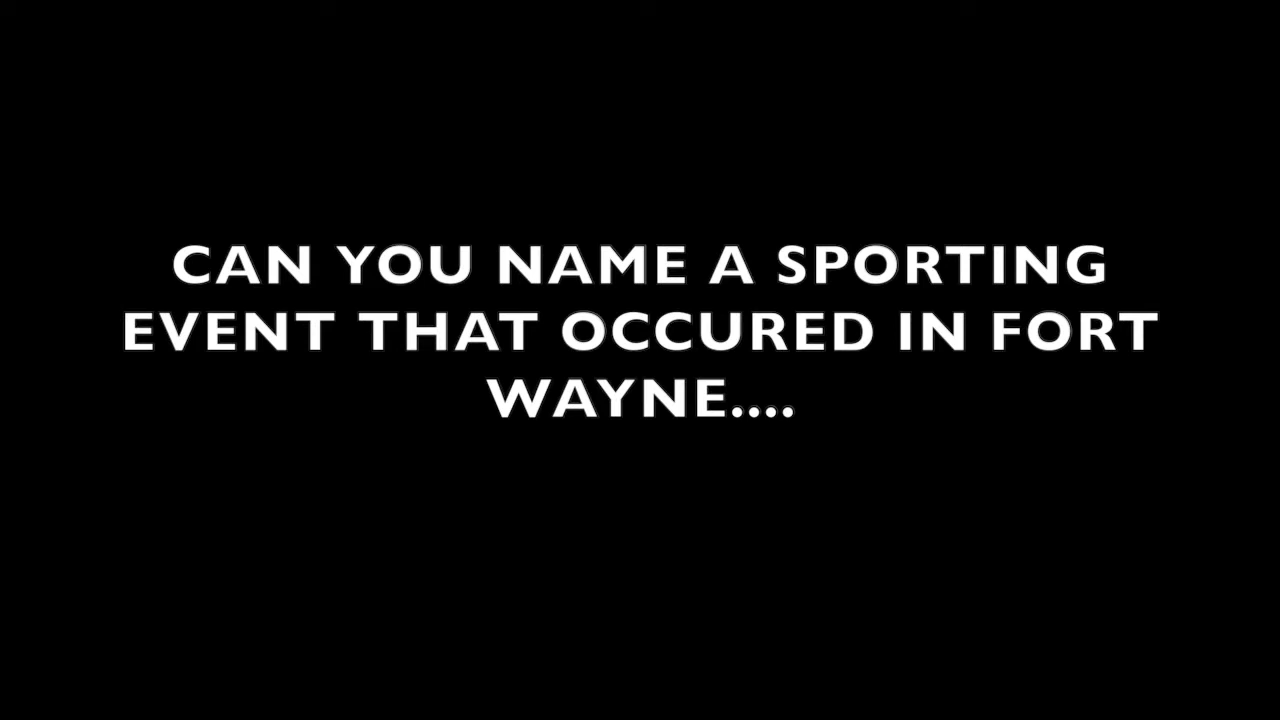 CAN YOU NAME A SPORTING
EVENT THAT OCCURED IN FORT
WAYNE....